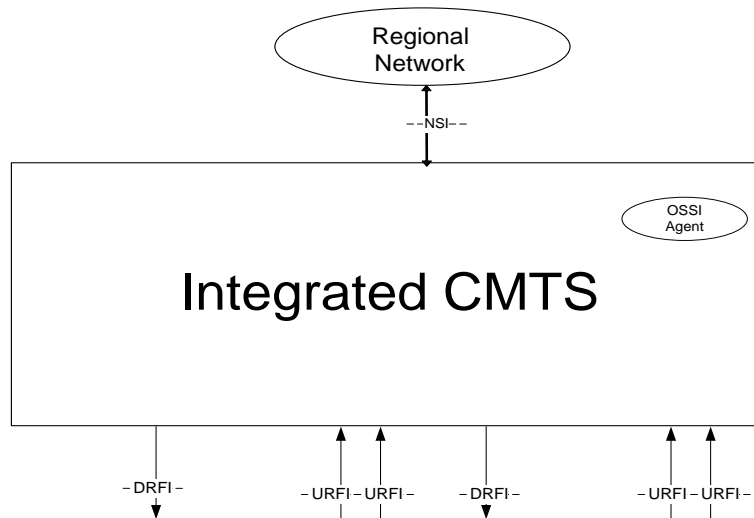 Regional
Network
NSI
OSSI
Agent
Integrated CMTS
DRFI
URFI
URFI
DRFI
URFI
URFI